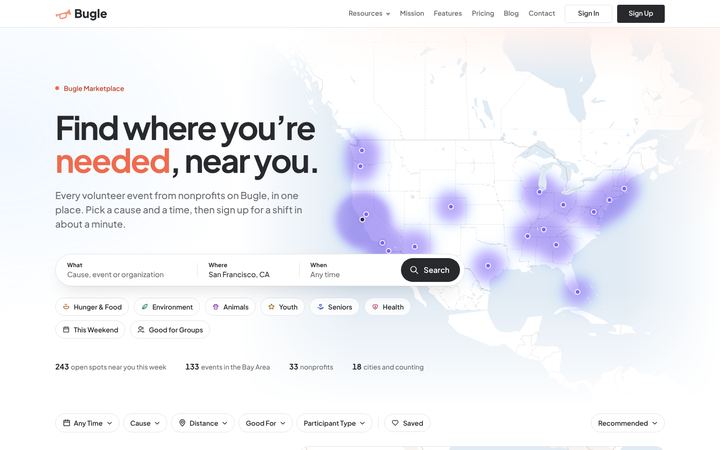 Bugle
Resources
Mission
Features
Pricing
Blog
Contact
Sign In
Sign Up
Bugle Marketplace
Find where you’re
needed, near you.
Every volunteer event from nonprofits on Bugle, in one
place. Pick a cause and a time, then sign up for a shift in
about a minute.
What
Cause, event or organization
Where
San Francisco, CA
When
Any time
Search
Hunger & Food
Environment
Animals
Youth
Seniors
Health
This Weekend
Good for Groups
243 open spots near you this week
133 events in the Bay Area
33 nonprofits
18 cities and counting
Any Time
Cause
Distance
Good For
Participant Type
Saved
Recommended